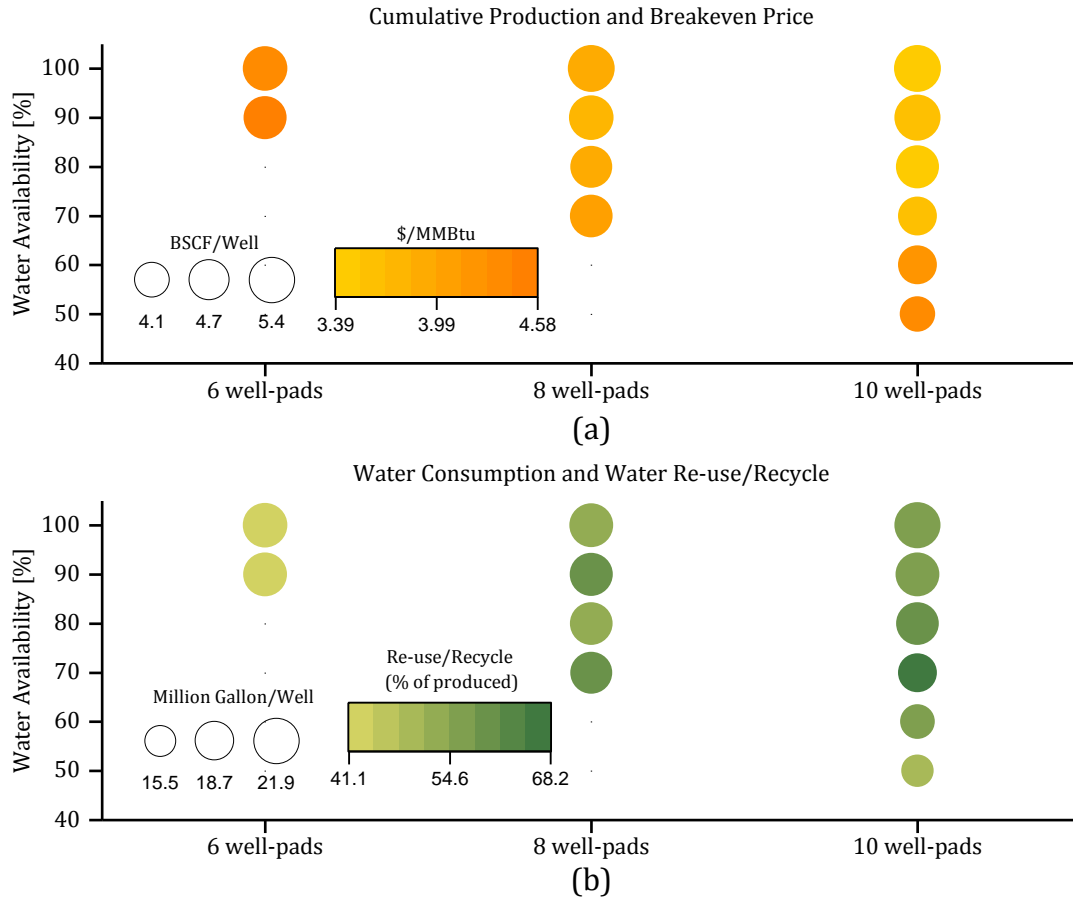 Cumulative Production and Breakeven Price
Water Availability [%]
100
90
80
70
60
50
40
BSCF/Well
4.1 4.7 5.4
$/MMBtu
3.39 3.99 4.58
6 well-pads 8 well-pads 10 well-pads
(a)
Water Consumption and Water Re-use/Recycle
Water Availability [%]
100
90
80
70
60
50
40
Million Gallon/Well
15.5 18.7 21.9
Re-use/Recycle
(% of produced)
41.1 54.6 68.2
6 well-pads 8 well-pads 10 well-pads
(b)